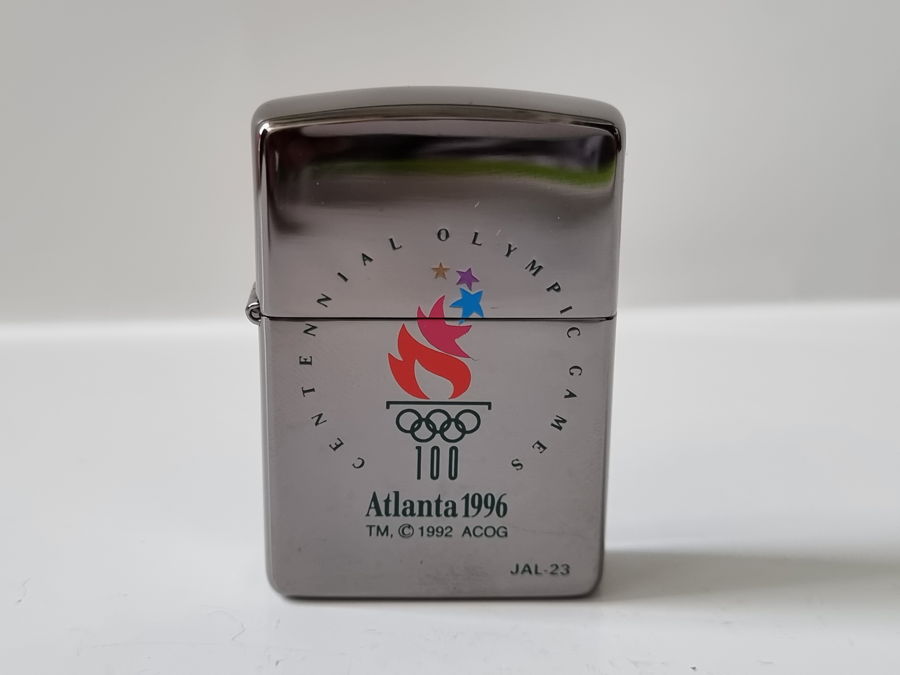 CENTENNIAL OLYMPIC GAMES
100
Atlanta 1996
TM, © 1992 ACOG
JAL-23